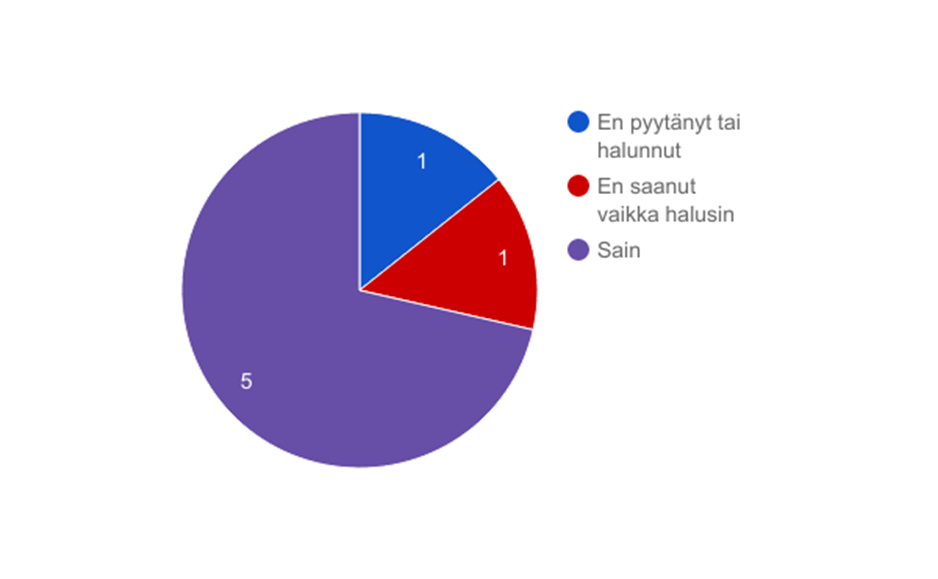 1
1
5
En pyytänyt tai
halunnut
En saanut
vaikka halusin
Sain